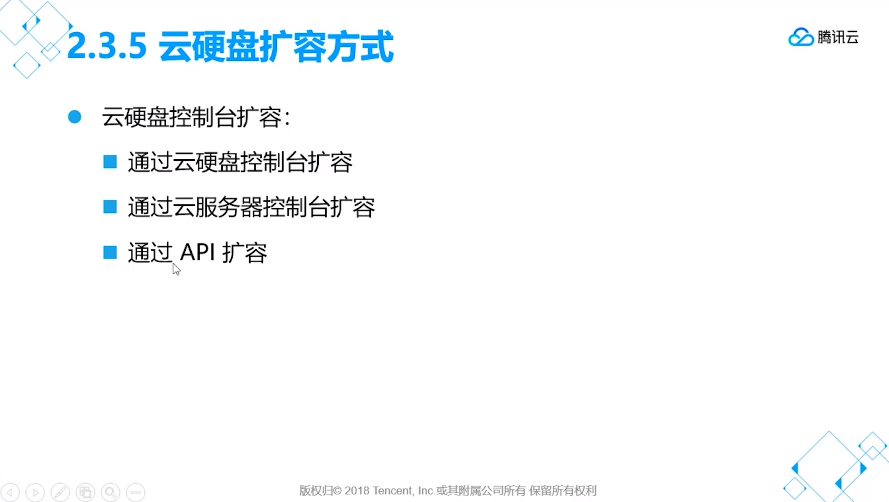 2.3.5 云硬盘扩容方式
腾讯云
云硬盘控制台扩容：
通过云硬盘控制台扩容
通过云服务器控制台扩容
通过 API 扩容
版权归© 2018 Tencent, Inc.或其附属公司所有 保留所有权利